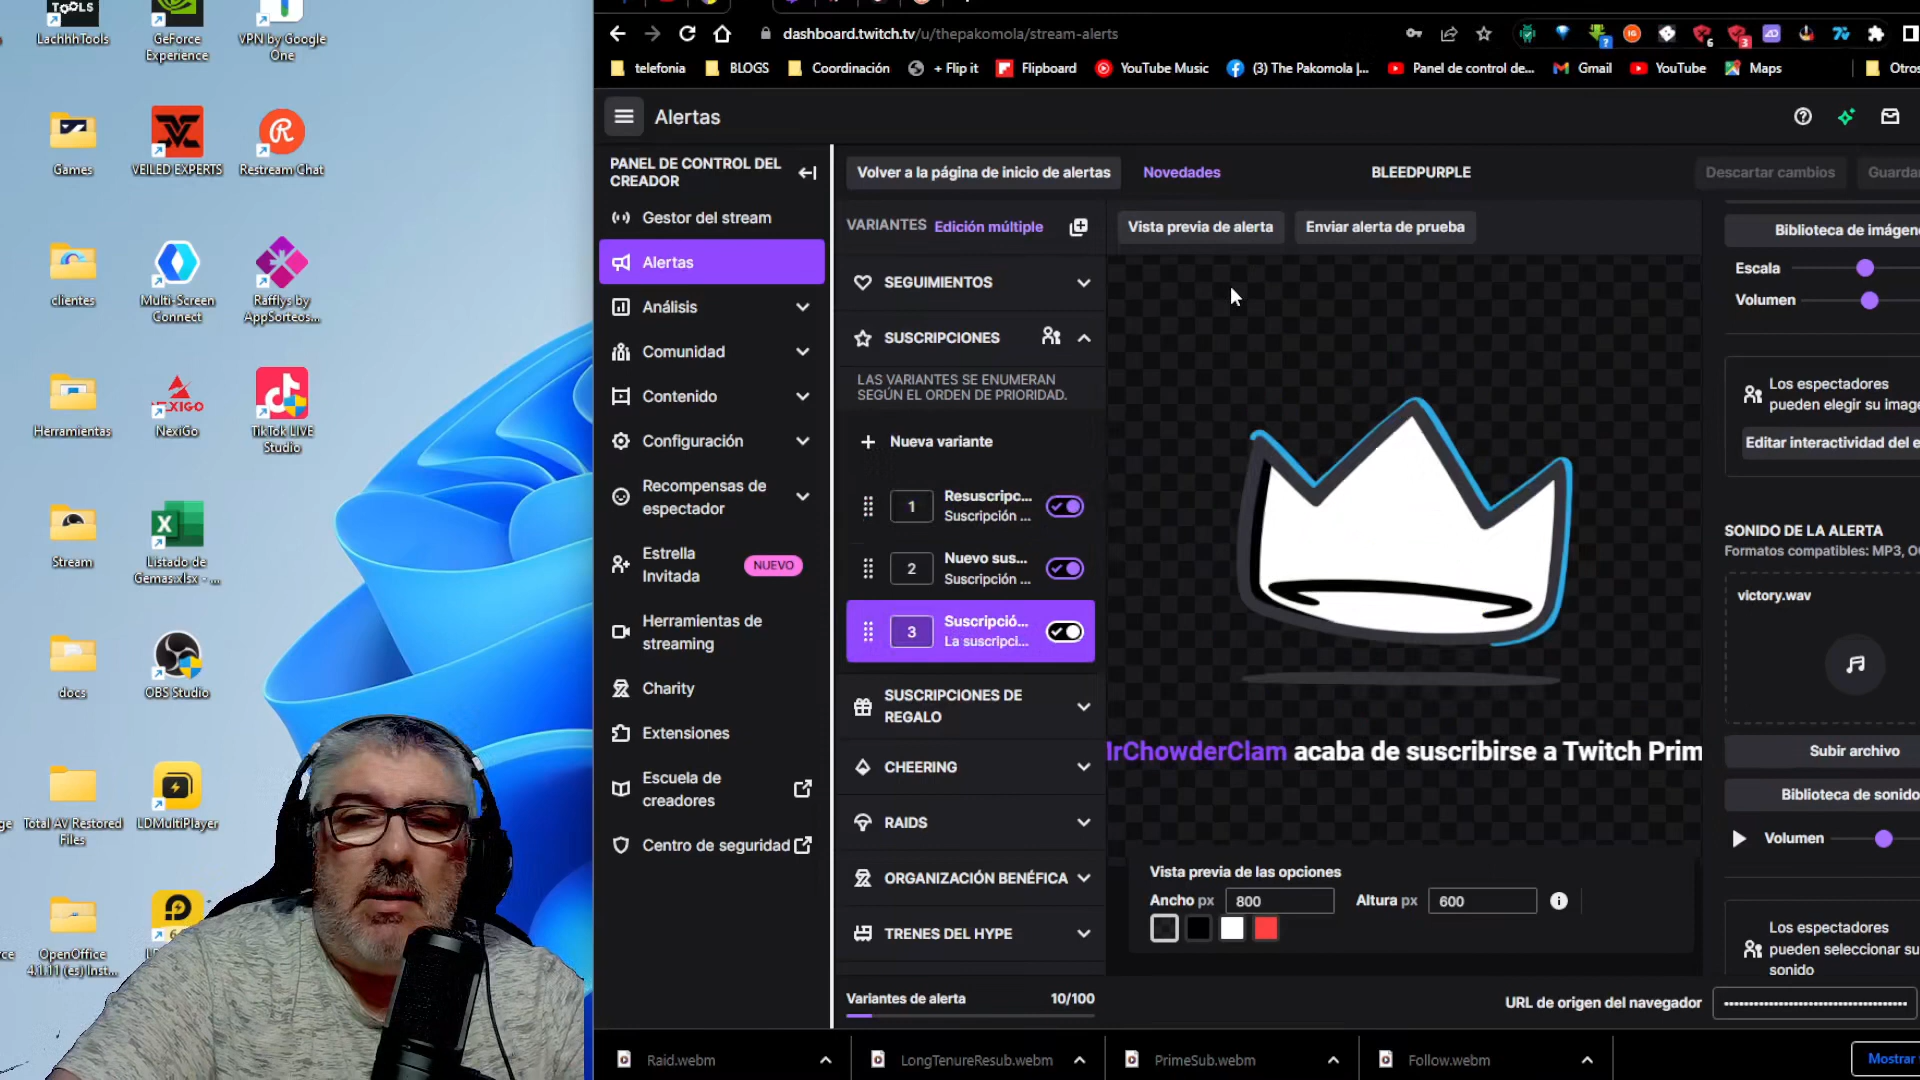 LachhhTools
GeForce
Experience
VPN by Google
One
Games
VEILED EXPERTS
Restream Chat
clientes
Multi-Screen
Connect
Rafflys by
AppSorteos...
Herramientas
NEXIGO
NexiGo
TikTok LIVE
Studio
Stream
Listado de
Gemas.xlsx - ...
docs
OBS Studio
Total AV Restored
Files
LDMultiPlayer
OpenOffice
4.1.11 (es) Inst...
dashboard.twitch.tv/u/thepakomola/stream-alerts
telefonia
BLOGS
Coordinación
+ Flip it
Flipboard
YouTube Music
(3) The Pakomola |...
Panel de control de...
Gmail
YouTube
Maps
Otros
Alertas
PANEL DE CONTROL DEL
CREADOR
Gestor del stream
Alertas
Análisis
Comunidad
Contenido
Configuración
Recompensas de
espectador
Estrella
Invitada
NUEVO
Herramientas de
streaming
Charity
Extensiones
Escuela de
creadores
Centro de seguridad
Volver a la página de inicio de alertas
Novedades
BLEEDPURPLE
Descartar cambios
Guardar
VARIANTES
Edición múltiple
SEGUIMIENTOS
SUSCRIPCIONES
LAS VARIANTES SE ENUMERAN
SEGÚN EL ORDEN DE PRIORIDAD.
Nueva variante
1
Resuscripc...
Suscripción ...
2
Nuevo sus...
Suscripción ...
3
Suscripció...
La suscripci...
SUSCRIPCIONES DE
REGALO
CHEERING
RAIDS
ORGANIZACIÓN BENÉFICA
TRENES DEL HYPE
Variantes de alerta
10/100
Vista previa de alerta
Enviar alerta de prueba
MrChowderClam acaba de suscribirse a Twitch Prim
Vista previa de las opciones
Ancho px
800
Altura px
600
Biblioteca de imágene
Escala
Volumen
Los espectadores
pueden elegir su image
Editar interactividad del e
SONIDO DE LA ALERTA
Formatos compatibles: MP3, O
victory.wav
Subir archivo
Biblioteca de sonido
Volumen
Los espectadores
pueden seleccionar su
sonido
URL de origen del navegador
Raid.webm
LongTenureResub.webm
PrimeSub.webm
Follow.webm
Mostrar